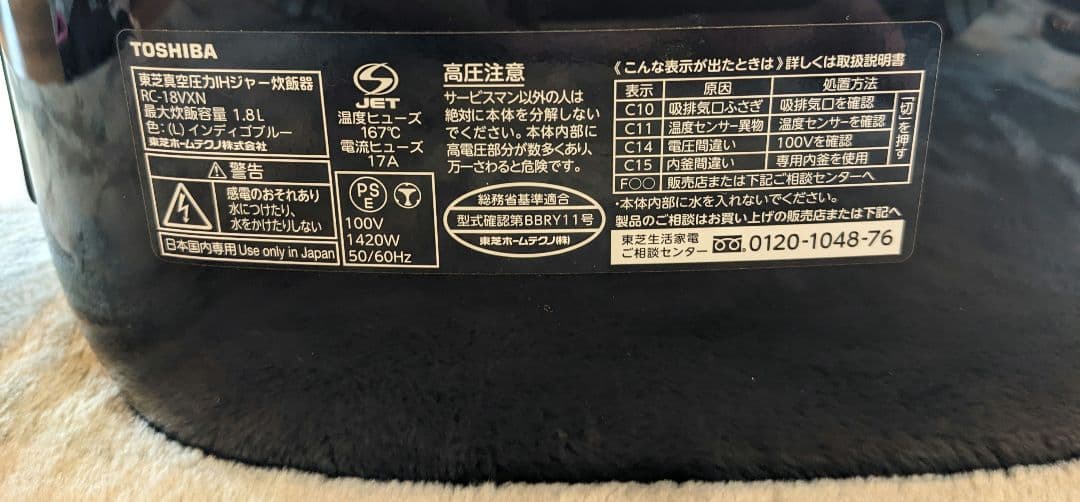 TOSHIBA
東芝真空圧力IHジャー炊飯器
RC-18VXN
最大炊飯容量 1.8L
色:(L)インディゴブルー
東芝ホームテクノ株式会社
警告
感電のおそれあり
水につけたり、
水をかけたりしない
日本国内専用 Use only in Japan
S
JET
温度ヒューズ
167℃
電流ヒューズ
17A
PS
E
100V
1420W
50/60Hz
高圧注意
サービスマン以外の人は
絶対に本体を分解しない
でください。本体内部に
高電圧部分が数多くあり、
万一さわると危険です。
総務省基準適合
型式確認第BBRY11号
東芝ホームテクノ(株)
《こんな表示が出たときは》詳しくは取扱説明書
表示 原因 処置方法
C10 吸排気口ふさぎ 吸排気口を確認
C11 温度センサー異物 温度センサーを確認
C14 電圧間違い 100Vを確認
C15 内釜間違い 専用内釜を使用
「切」を押す
F○○ 販売店または下記ご相談センターへ
・本体内部に水を入れないでください。
製品のご相談はお買い上げの販売店または下記へ
東芝生活家電
ご相談センター 0120-1048-76